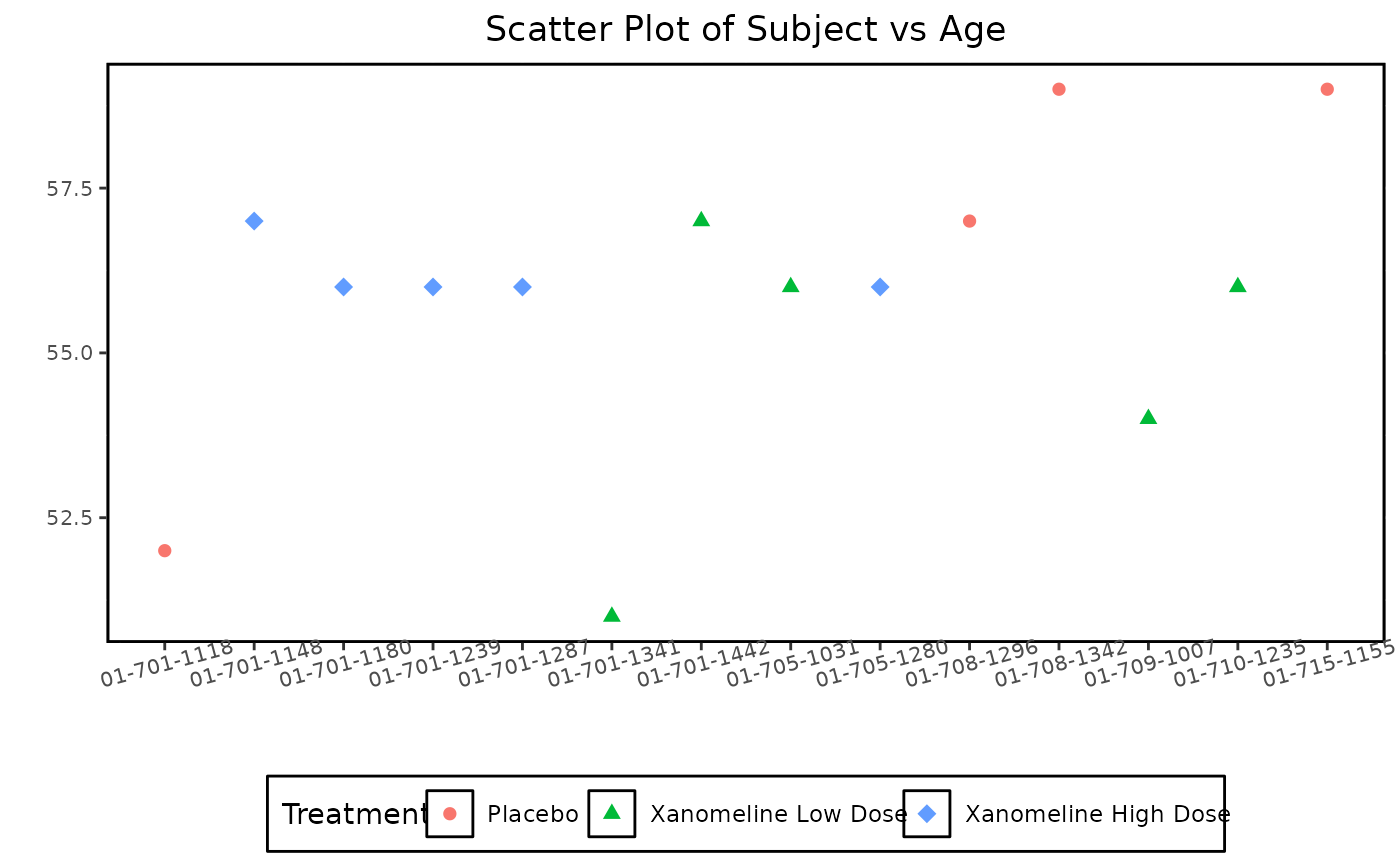 Scatter Plot of Subject vs Age
57.5
55.0
52.5
01-701-1118 01-701-1148 01-701-1180 01-701-1239 01-701-1287 01-701-1341 01-701-1442 01-705-1031 01-705-1280 01-708-1296 01-708-1342 01-709-1007 01-710-1235 01-715-1155
Treatment Placebo Xanomeline Low Dose Xanomeline High Dose